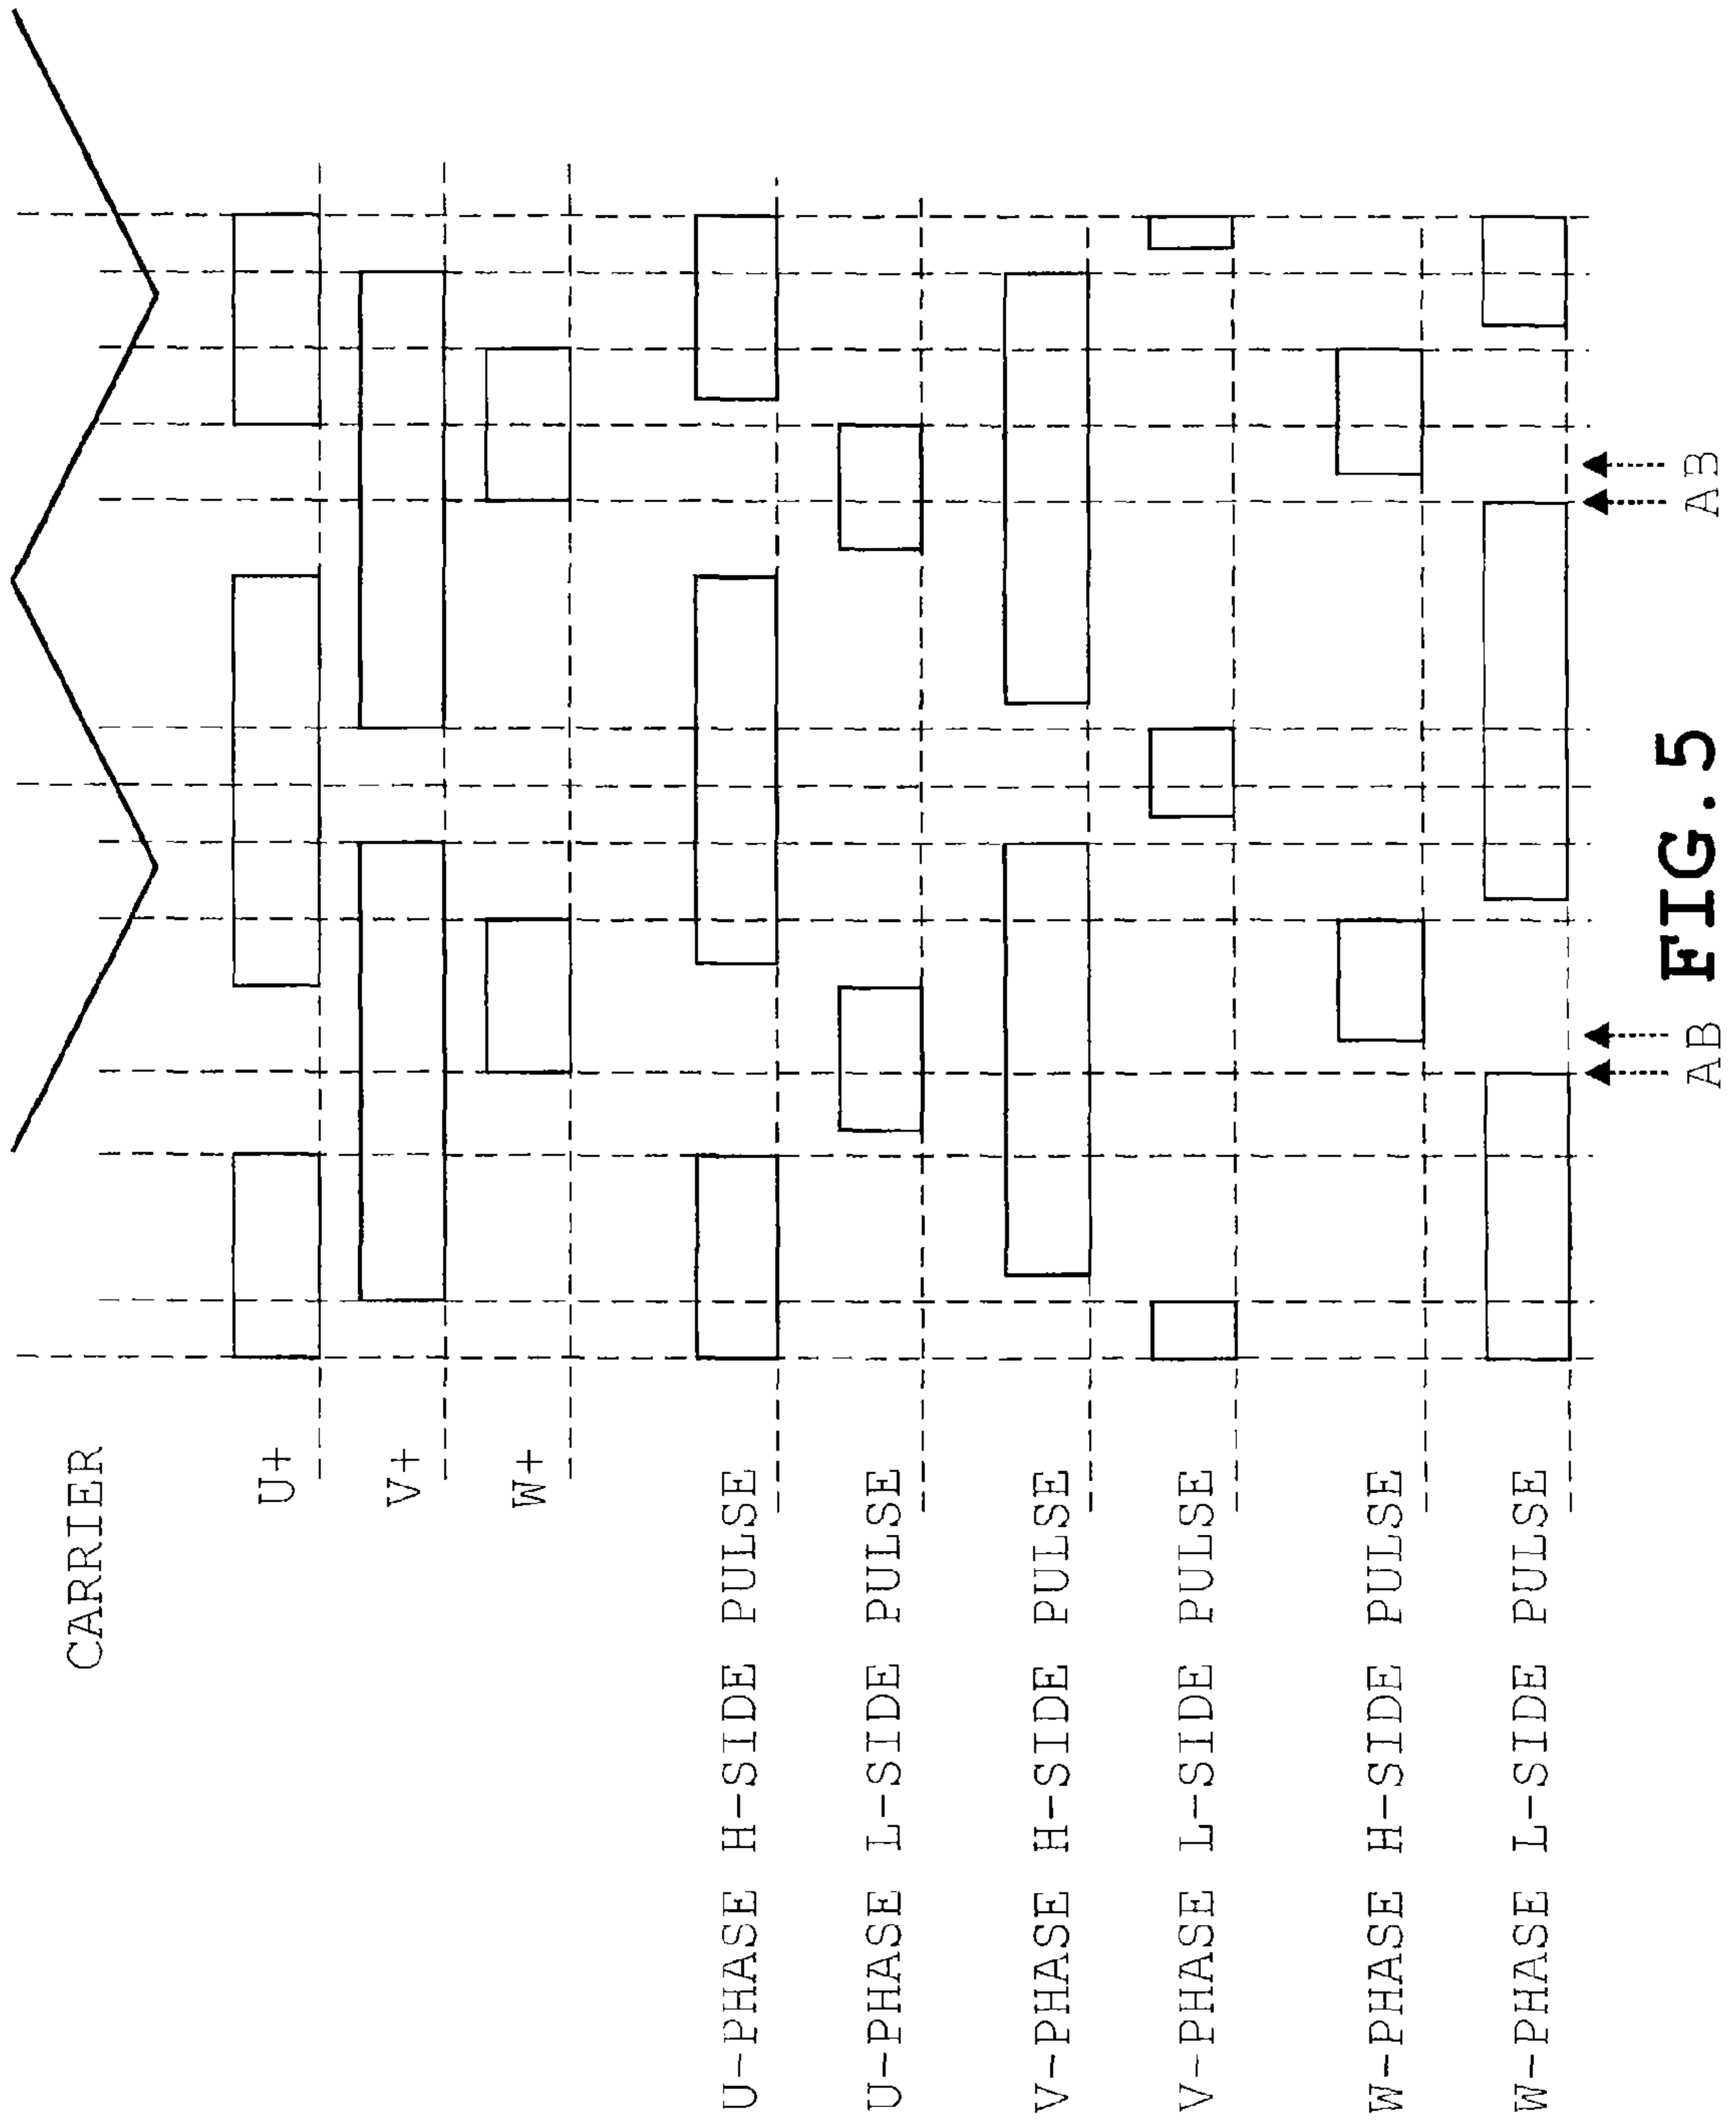 CARRIER
U+
V+
W+
U-PHASE H-SIDE PULSE
U-PHASE L-SIDE PULSE
V-PHASE H-SIDE PULSE
V-PHASE L-SIDE PULSE
W-PHASE H-SIDE PULSE
W-PHASE L-SIDE PULSE
AB AB
FIG. 5